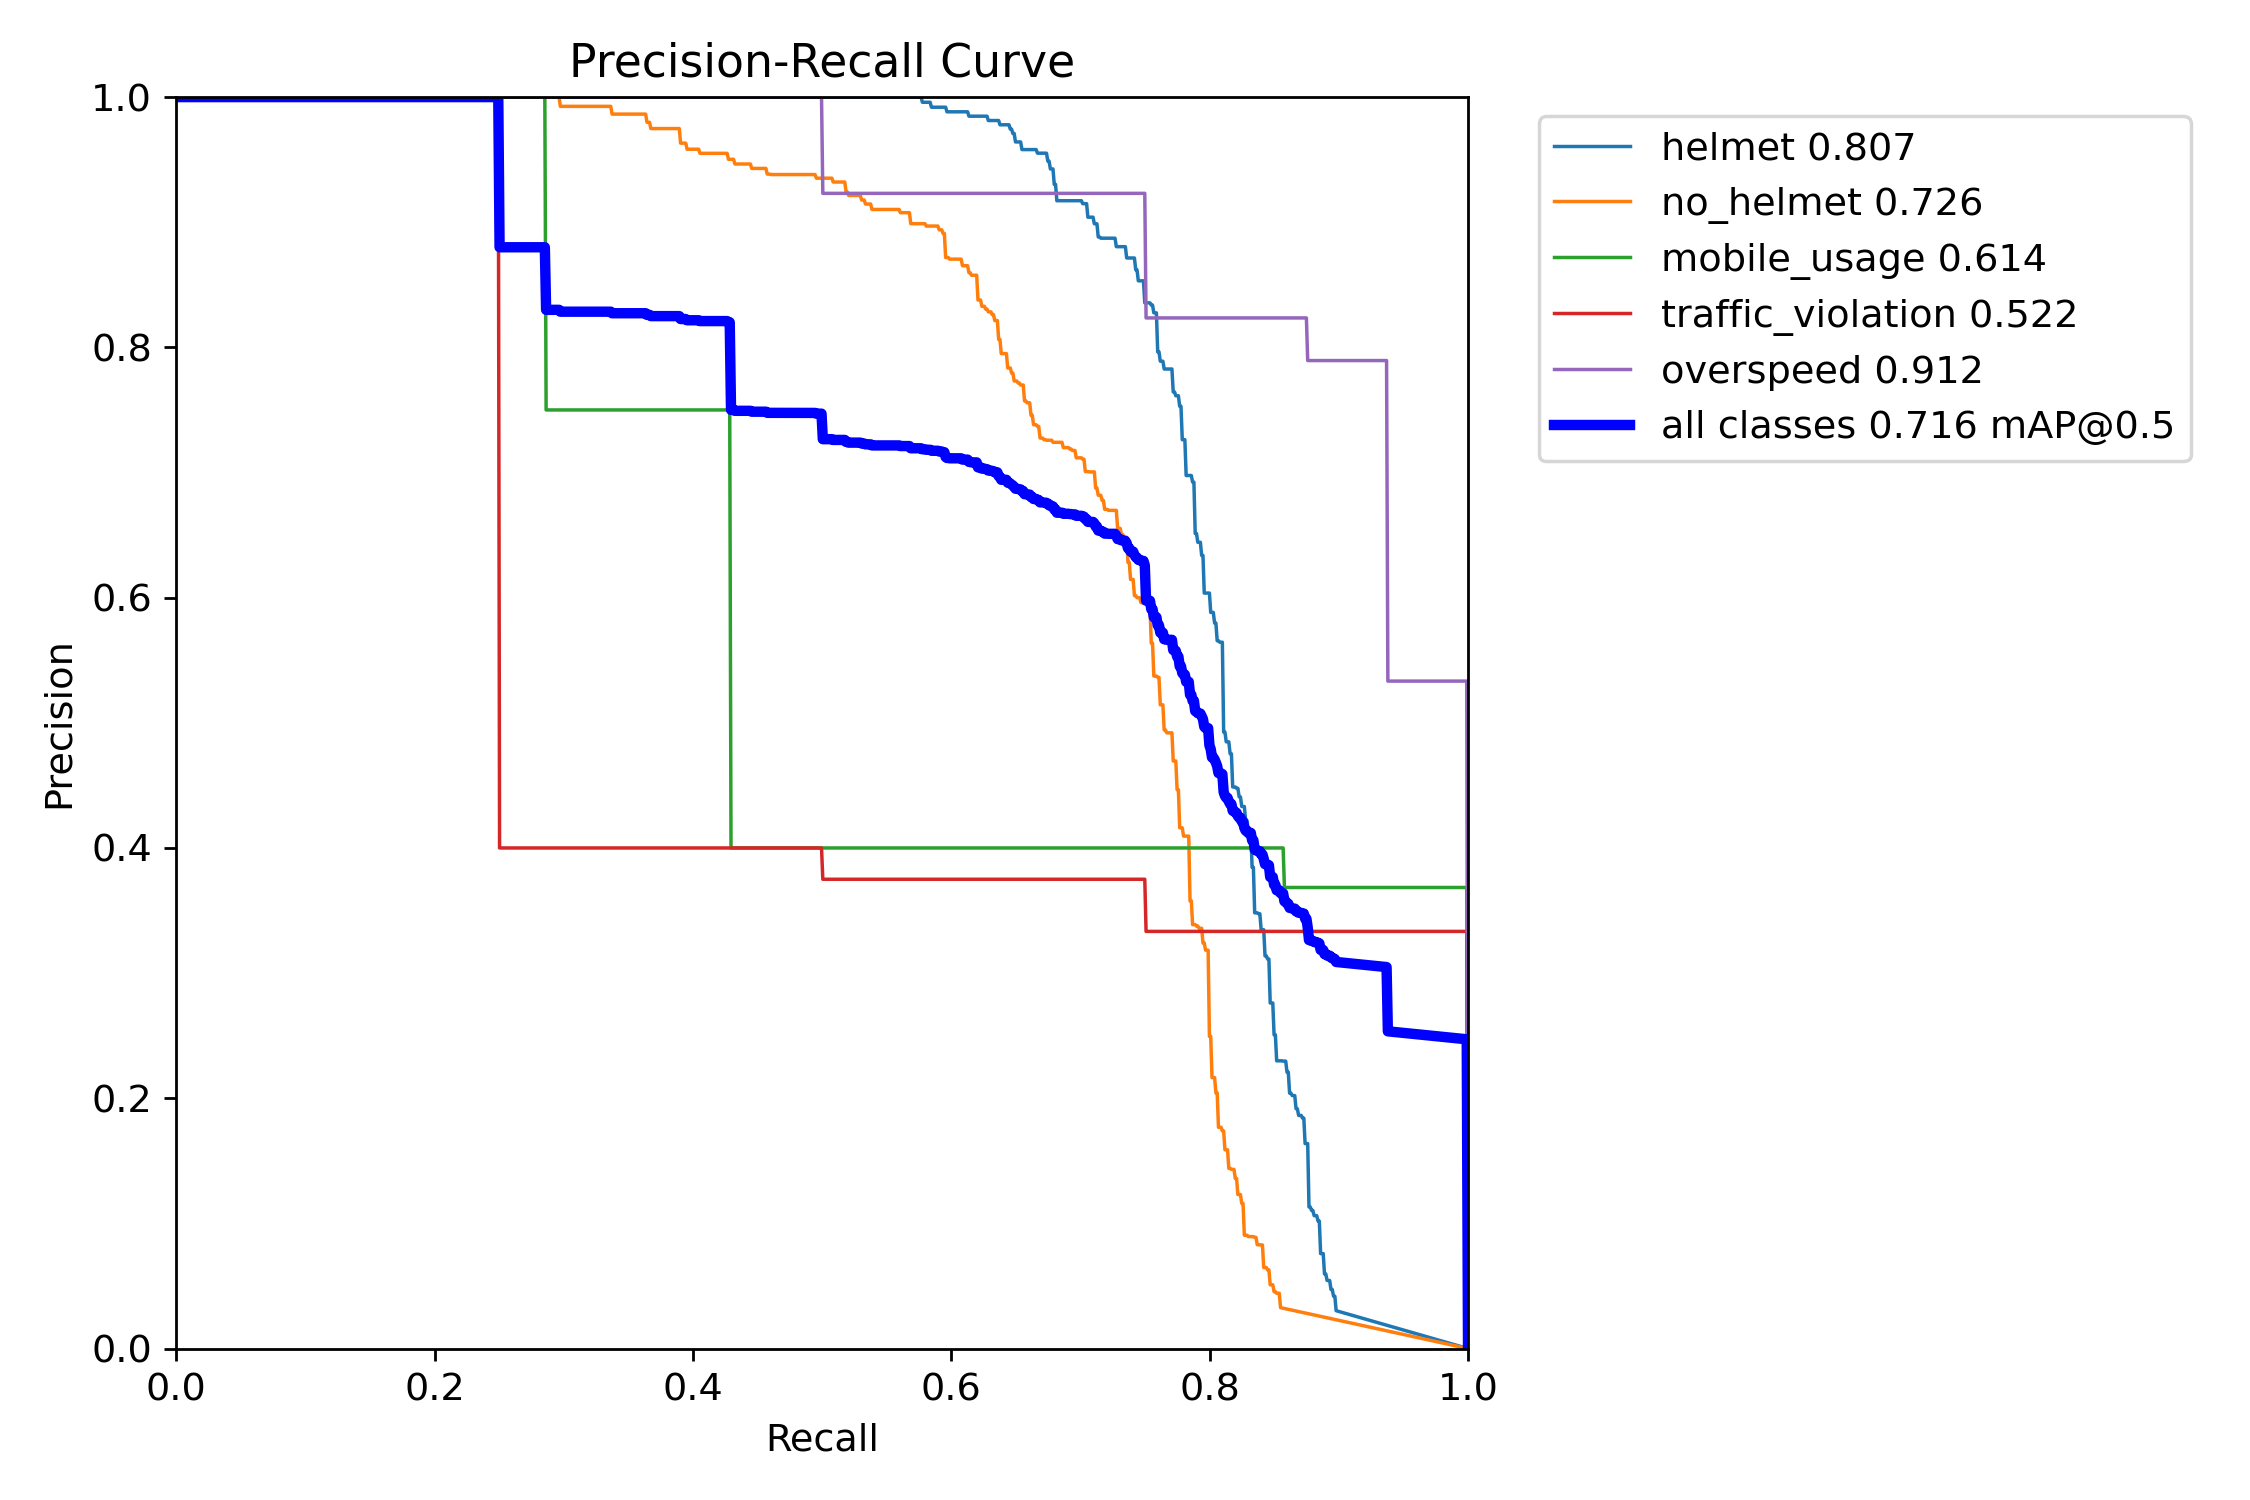 Precision-Recall Curve
1.0
0.8
0.6
0.4
0.2
0.0
Precision
0.0 0.2 0.4 0.6 0.8 1.0
Recall
helmet 0.807
no_helmet 0.726
mobile_usage 0.614
traffic_violation 0.522
overspeed 0.912
all classes 0.716 mAP@0.5